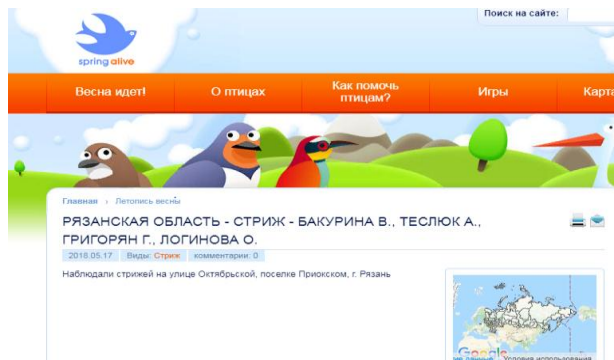 Поиск на сайте:
spring alive
Весна идет!
О птицах
Как помочь
птицам?
Игры
Карта
Главная › Летопись весны
РЯЗАНСКАЯ ОБЛАСТЬ - СТРИЖ - БАКУРИНА В., ТЕСЛЮК А.,
ГРИГОРЯН Г., ЛОГИНОВА О.
2018.05.17 Виды: Стриж комментарии: 0
Наблюдали стрижей на улице Октябрьской, поселке Приокском, г. Рязань
Google
Условия использования